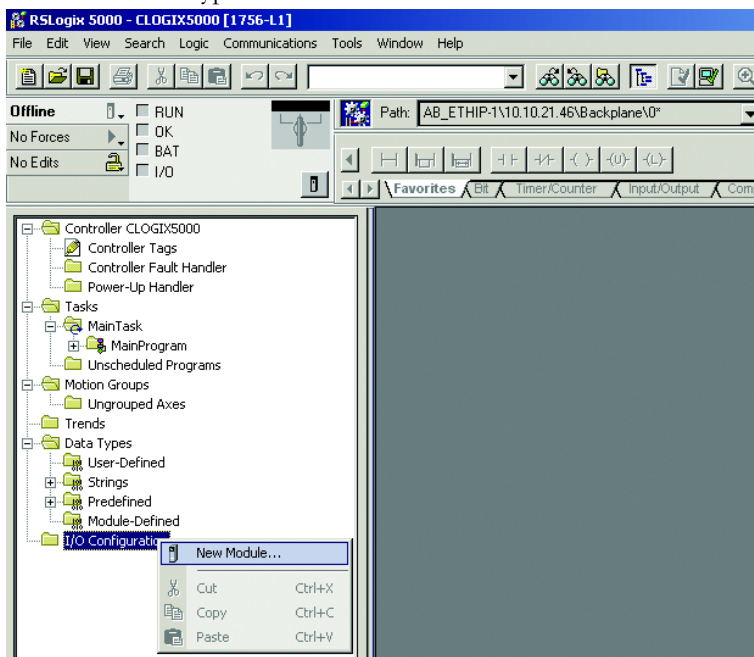 RSLogix 5000 - CLOGIX5000 [1756-L1]
File Edit View Search Logic Communications Tools Window Help
Offline
RUN
No Forces
OK
BAT
No Edits
I/O
Path: AB_ETHIP-1\10.10.21.46\Backplane\0*
Favorites Bit Timer/Counter Input/Output Com
Controller CLOGIX5000
Controller Tags
Controller Fault Handler
Power-Up Handler
Tasks
MainTask
MainProgram
Unscheduled Programs
Motion Groups
Ungrouped Axes
Trends
Data Types
User-Defined
Strings
Predefined
Module-Defined
I/O Configuratio
New Module...
Cut Ctrl+X
Copy Ctrl+C
Paste Ctrl+V